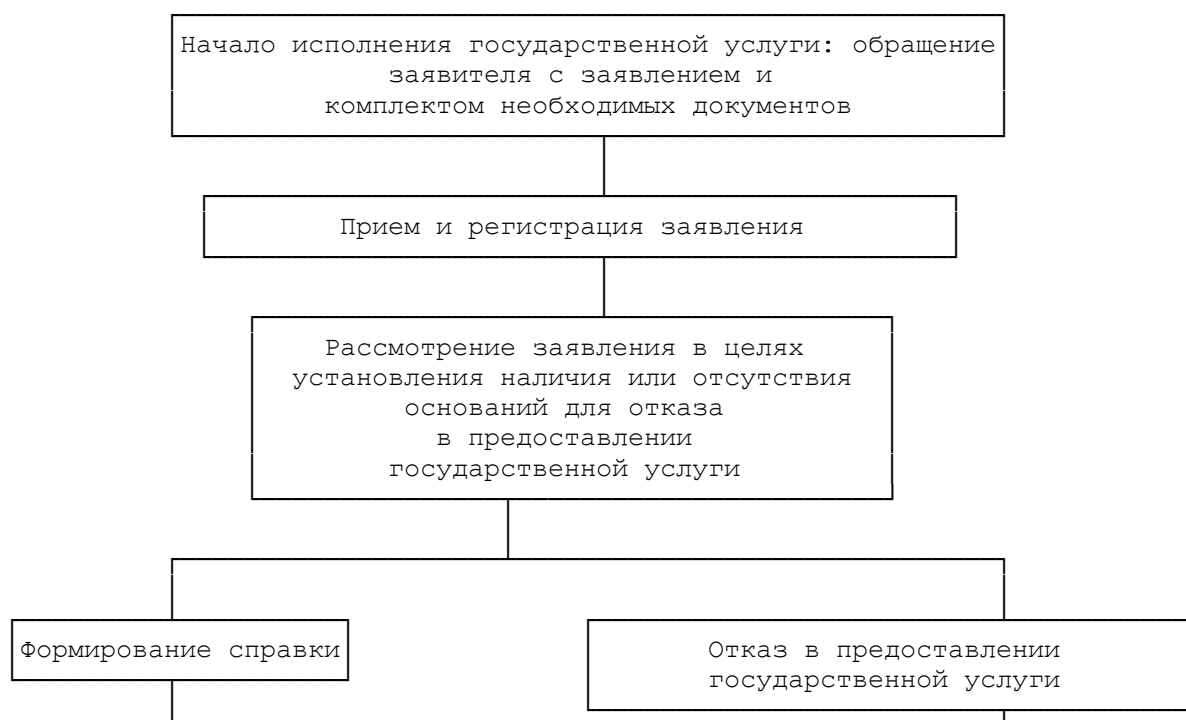 Начало исполнения государственной услуги: обращение
заявителя с заявлением и
комплектом необходимых документов
Прием и регистрация заявления
Рассмотрение заявления в целях
установления наличия или отсутствия
оснований для отказа
в предоставлении
государственной услуги
Формирование справки
Отказ в предоставлении
государственной услуги